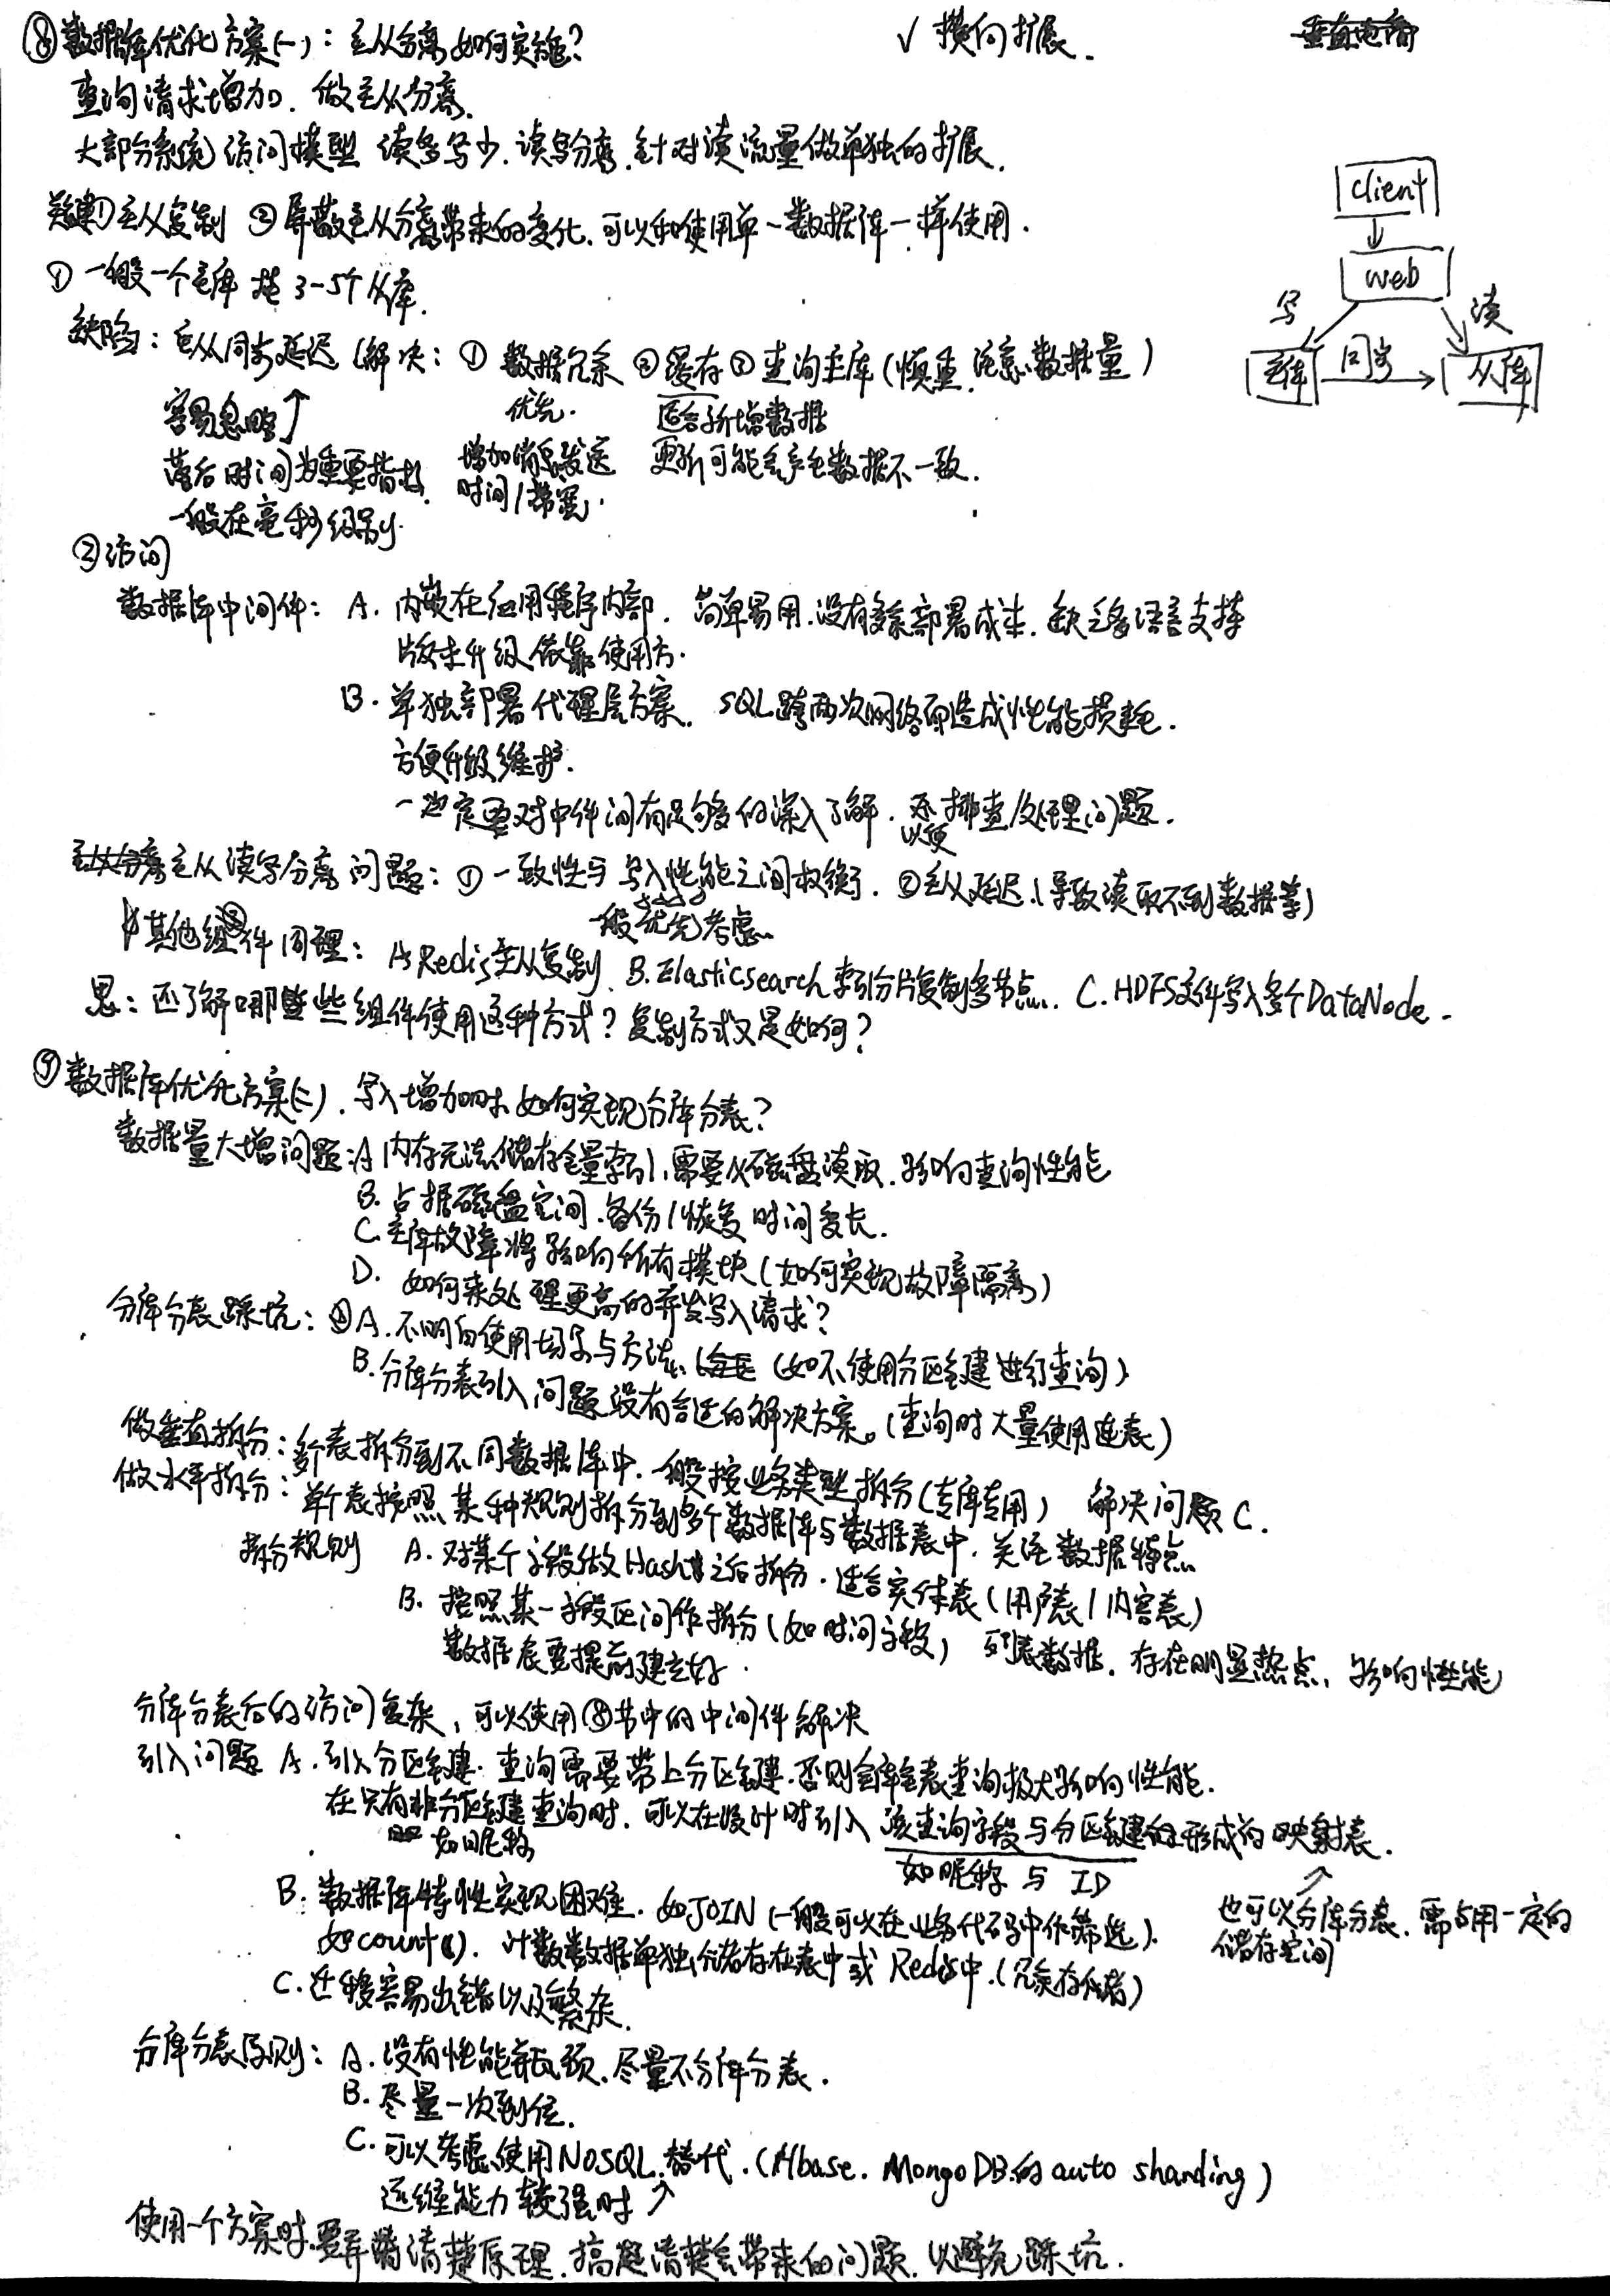 ⑧数据库优化方案(一)：主从分离如何实施?
√ 横向扩展.
查询请求增加. 做主从分离.
大部分系统访问模型 读多写少. 读写分离. 针对读流量做单独的扩展.
关键①主从复制 ②屏蔽主从分离带来的变化. 可以和使用单一数据库一样使用.
client
web
写
读
主库
同步
从库
① 一般一个主库 挂 3-5个从库.
缺陷：主从同步延迟 (解决：① 数据冗余 ②缓存 ③ 查询主库(慎重. 注意数据量)
容易忽略↑
优先.
适合新增数据
落后时间为重要指标.
增加消息发送
更新可能会产生数据不一致.
一般在毫秒级别.
时间/带宽.
②访问
数据库中间件： A. 内嵌在应用程序内部. 简单易用. 没有多余部署成本. 缺乏多语言支持
版本升级依靠使用方.
B. 单独部署代理层方案. SQL跨两次网络而造成性能损耗.
方便升级维护.
一定要对中件间有足够的深入了解. 以便排查/处理问题.
主从读写分离问题：① 一致性与写入性能之间权衡. ②主从延迟.(导致读取不到数据等)
一般优先考虑
其他组件同理： A. Redis主从复制. B. Elasticsearch 索引分片复制多节点. C. HDFS文件写入多个DataNode.
思：还了解哪些组件使用这种方式？复制方式又是如何？
⑨数据库优化方案(二). 写入增加时如何实现分库分表?
数据量大增问题：A 内存无法储存全量索引, 需要从磁盘读取. 影响查询性能
B. 占据磁盘空间. 备份/恢复时间变长.
C. 主库故障将影响所有模块(如何实现故障隔离)
D. 如何来处理更高的并发写入请求?
分库分表踩坑： A. 不明白使用场景与方法. (如不使用分区键进行查询)
B. 分库分表引入问题没有合适的解决方案。(查询时大量使用连表)
做垂直拆分：多个表拆分到不同数据库中. 一般按业务类型拆分(专库专用) 解决问题C.
做水平拆分：单个表按照某种规则拆分到多个数据库与数据表中. 关注数据特点
拆分规则 A. 对某个字段做Hash之后拆分. 适合实体表(用户表/内容表)
B. 按照某一字段区间作拆分(如时间字段) 列表数据. 存在明显热点, 影响性能
数据表要提前建立好.
分库分表后的访问复杂, 可以使用⑧书中的中间件解决
引入问题 A. 引入分区键. 查询需要带上分区键. 否则全库全表查询极大影响性能.
在只有非分区键查询时. 可以在设计时引入 该查询字段与分区键形成的映射表.
如昵称
如昵称 与 ID
也可以分库分表. 需占用一定的
储存空间
B. 数据库特性实现困难. 如JOIN (一般可以在业务代码中作筛选).
如count(). 计数数据单独储存在表中或 Redis中.(冗余存储)
C. 迁移容易出错以及繁杂.
分库分表原则： A. 没有性能瓶颈. 尽量不分库分表.
B. 尽量一次到位.
C. 可以考虑使用NOSQL替代. (Hbase. MongoDB的auto sharding)
运维能力较强时↗
使用一个方案时. 要弄清楚原理. 搞清楚会带来的问题. 以避免踩坑.